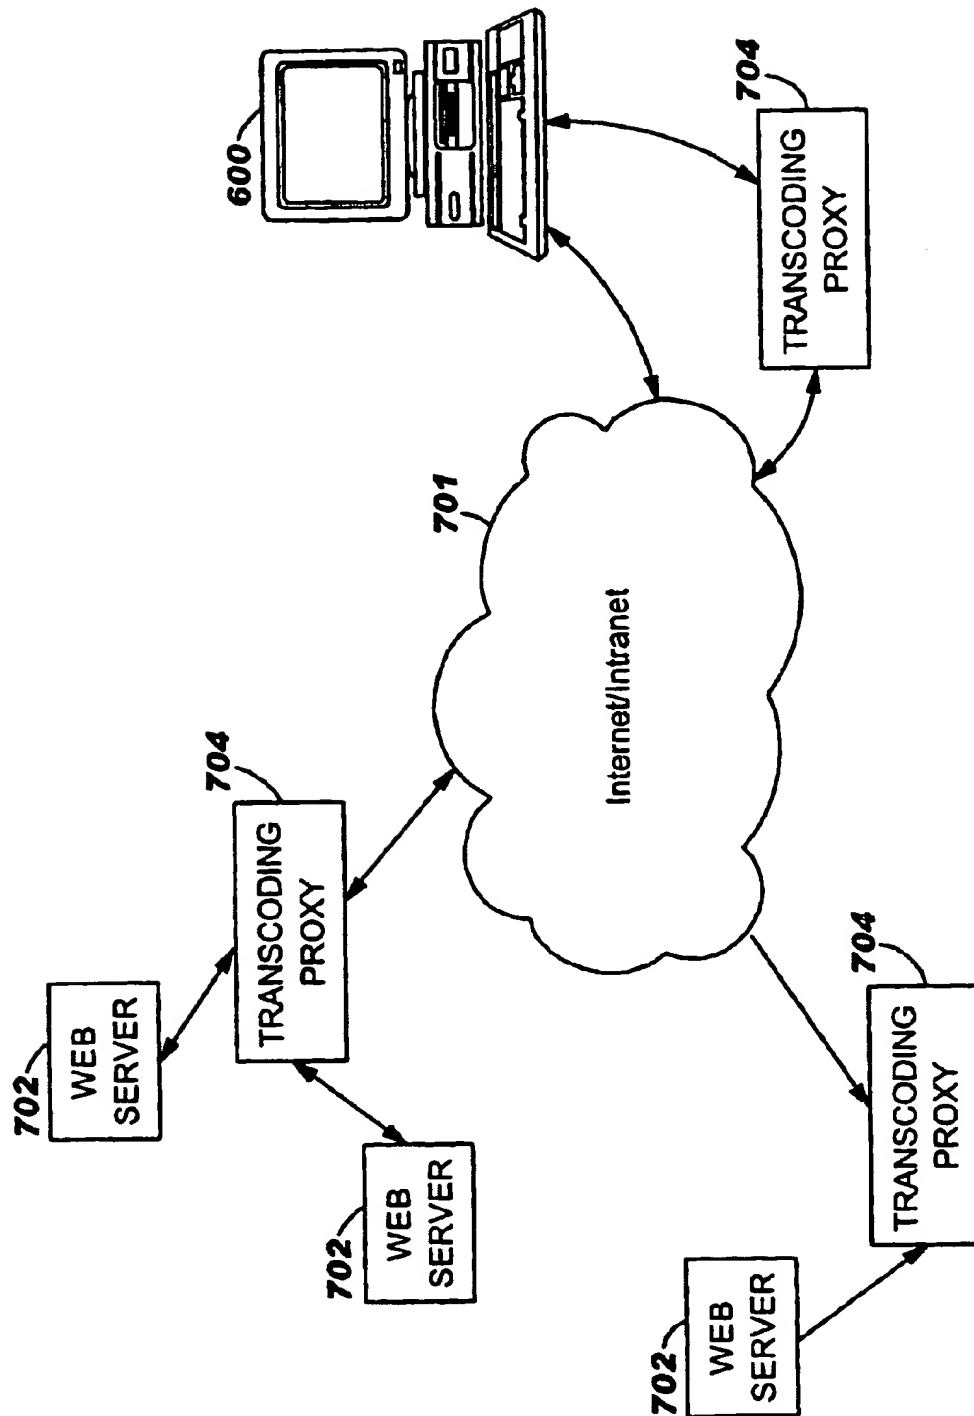 702
WEB
SERVER
702
WEB
SERVER
704
TRANSCODING
PROXY
701
Internet/Intranet
600
702
WEB
SERVER
704
TRANSCODING
PROXY
704
TRANSCODING
PROXY